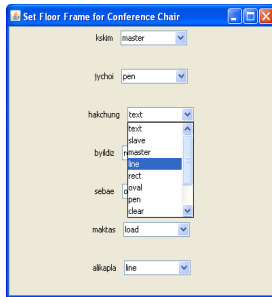 Set Floor Frame for Conference Chair
kskim master
jychoi pen
hakchung text
text
slave
master
line
rect
oval
pen
clear
byildiz
sebae
maktas load
alikapla line